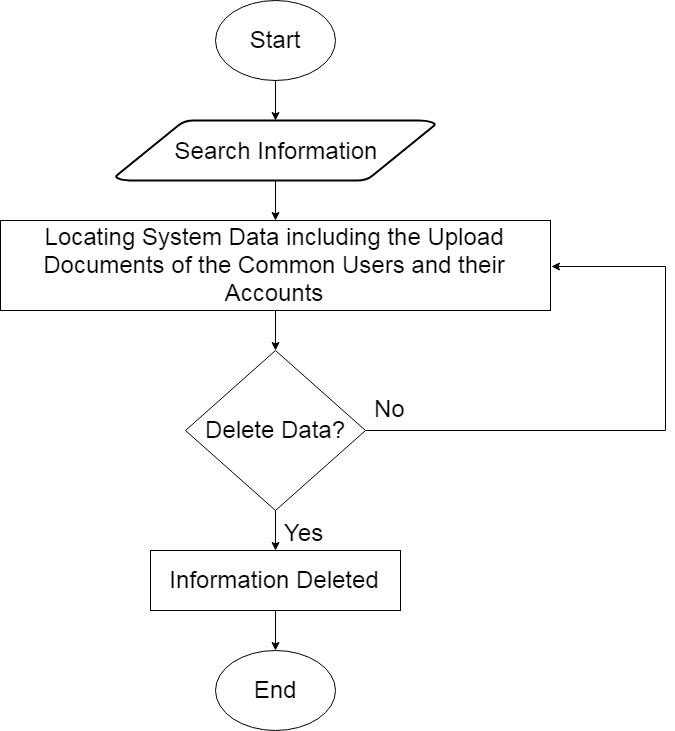 Start
Search Information
Locating System Data including the Upload
Documents of the Common Users and their
Accounts
Delete Data?
No
Yes
Information Deleted
End